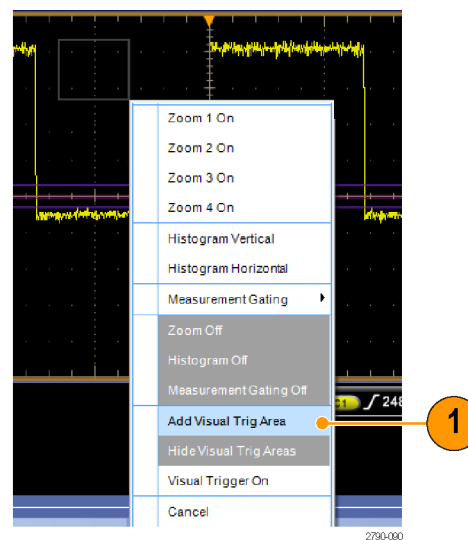 Zoom 1 On
Zoom 2 On
Zoom 3 On
Zoom 4 On
Histogram Vertical
Histogram Horizontal
Measurement Gating
Zoom Off
Histogram Off
Measurement Gating Off
C1 248
Add Visual Trig Area
1
Hide Visual Trig Areas
Visual Trigger On
Cancel
2790-090